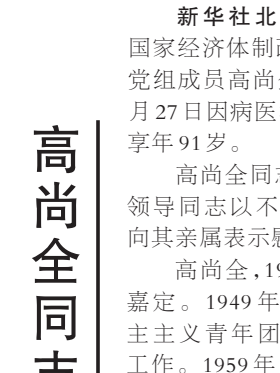 高尚全同
新华社北
国家经济体制
党组成员高尚
月27日因病医
享年91岁。
高尚全同
领导同志以不
向其亲属表示
高尚全，19
嘉定。1949年
主主义青年团
工作。1959年